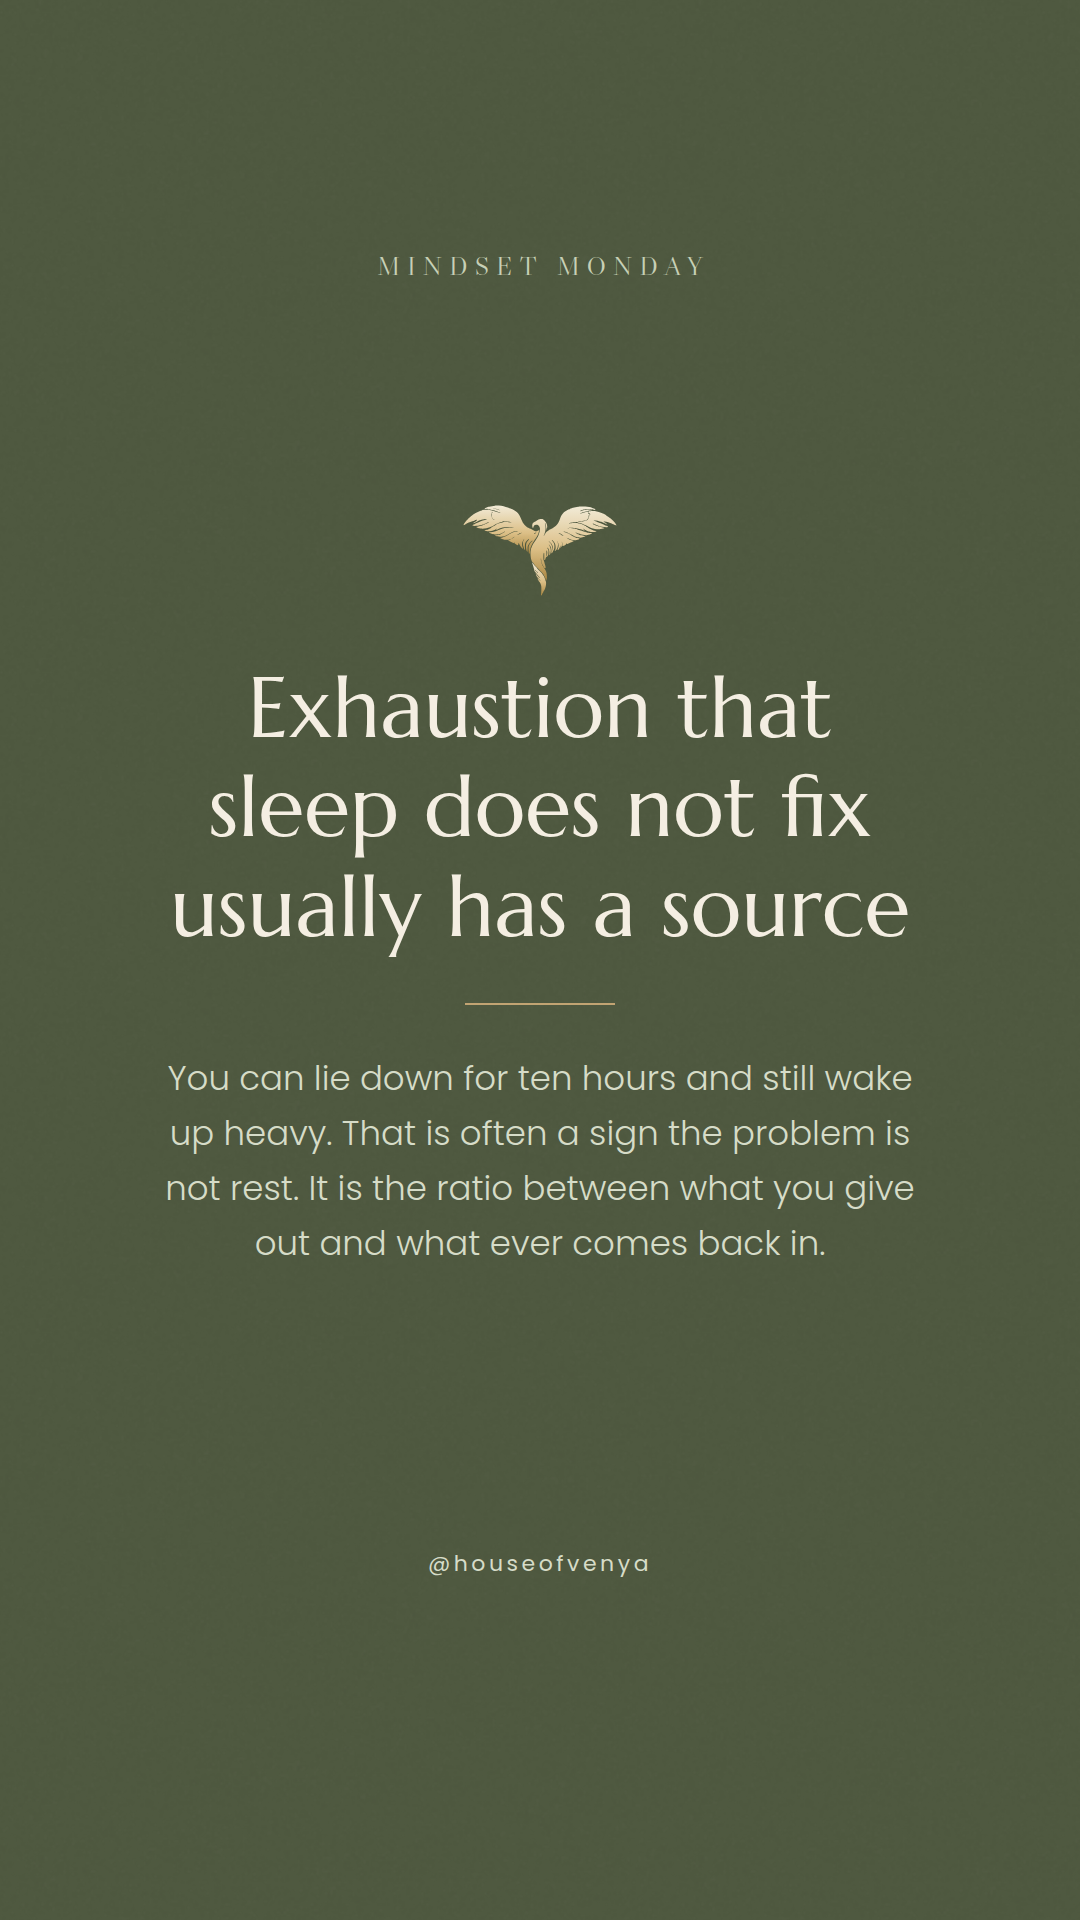 MINDSET MONDAY
Exhaustion that
sleep does not fix
usually has a source
You can lie down for ten hours and still wake
up heavy. That is often a sign the problem is
not rest. It is the ratio between what you give
out and what ever comes back in.
@houseofvenya